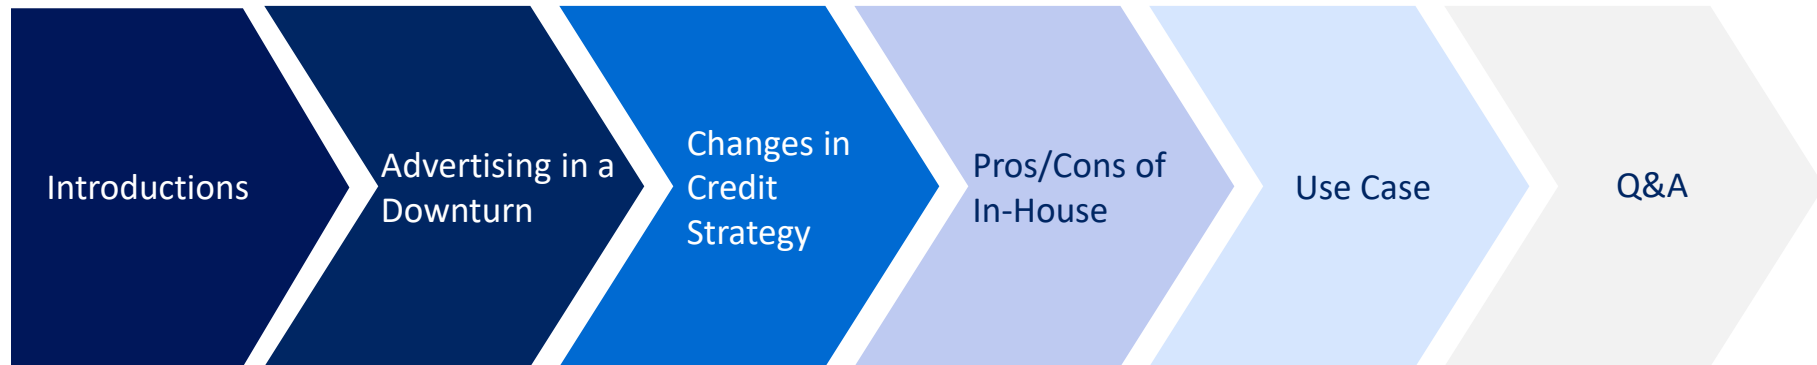 Introductions
Advertising in a
Downturn
Changes in
Credit
Strategy
Pros/Cons of
In-House
Use Case
Q&A